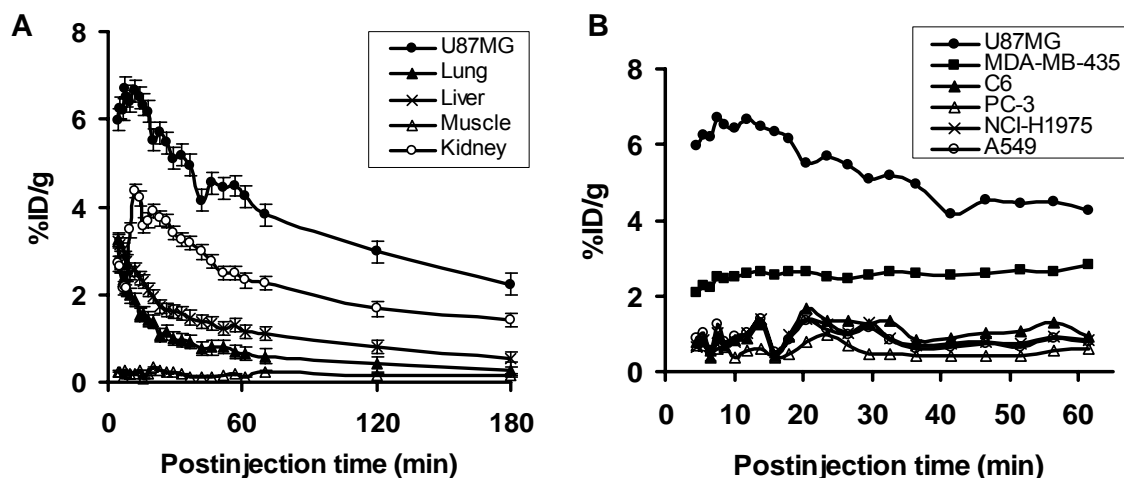 A
8
6
4
2
0
%ID/g
U87MG
Lung
Liver
Muscle
Kidney
0 60 120 180
Postinjection time (min)
B
8
6
4
2
0
%ID/g
U87MG
MDA-MB-435
C6
PC-3
NCI-H1975
A549
0 10 20 30 40 50 60
Postinjection time (min)